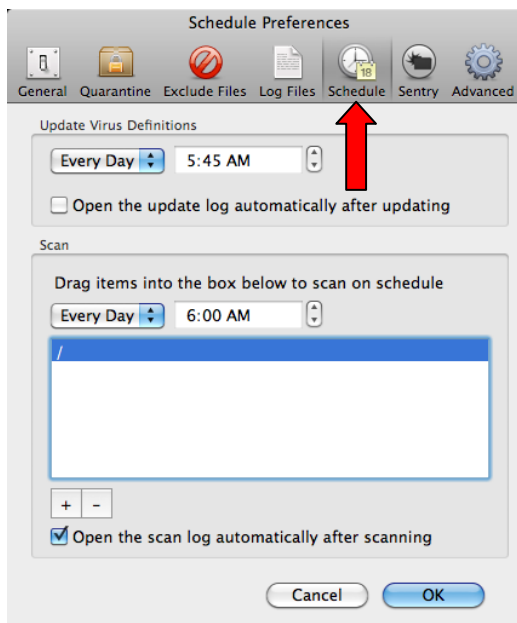 Schedule Preferences
General Quarantine Exclude Files Log Files Schedule Sentry Advanced
18
Update Virus Definitions
Every Day 5:45 AM
Open the update log automatically after updating
Scan
Drag items into the box below to scan on schedule
Every Day 6:00 AM
/
+ -
Open the scan log automatically after scanning
Cancel OK